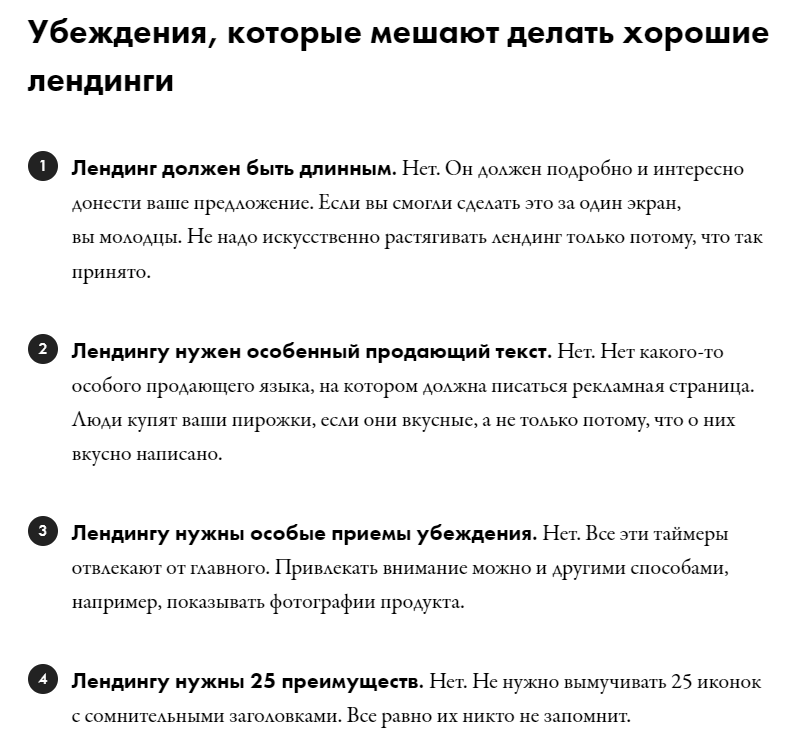 Убеждения, которые мешают делать хорошие
лендинги
1 Лендинг должен быть длинным. Нет. Он должен подробно и интересно
донести ваше предложение. Если вы смогли сделать это за один экран,
вы молодцы. Не надо искусственно растягивать лендинг только потому, что так
принято.
2 Лендингу нужен особенный продающий текст. Нет. Нет какого-то
особого продающего языка, на котором должна писаться рекламная страница.
Люди купят ваши пирожки, если они вкусные, а не только потому, что о них
вкусно написано.
3 Лендингу нужны особые приемы убеждения. Нет. Все эти таймеры
отвлекают от главного. Привлекать внимание можно и другими способами,
например, показывать фотографии продукта.
4 Лендингу нужны 25 преимуществ. Нет. Не нужно вымучивать 25 иконок
с сомнительными заголовками. Все равно их никто не запомнит.